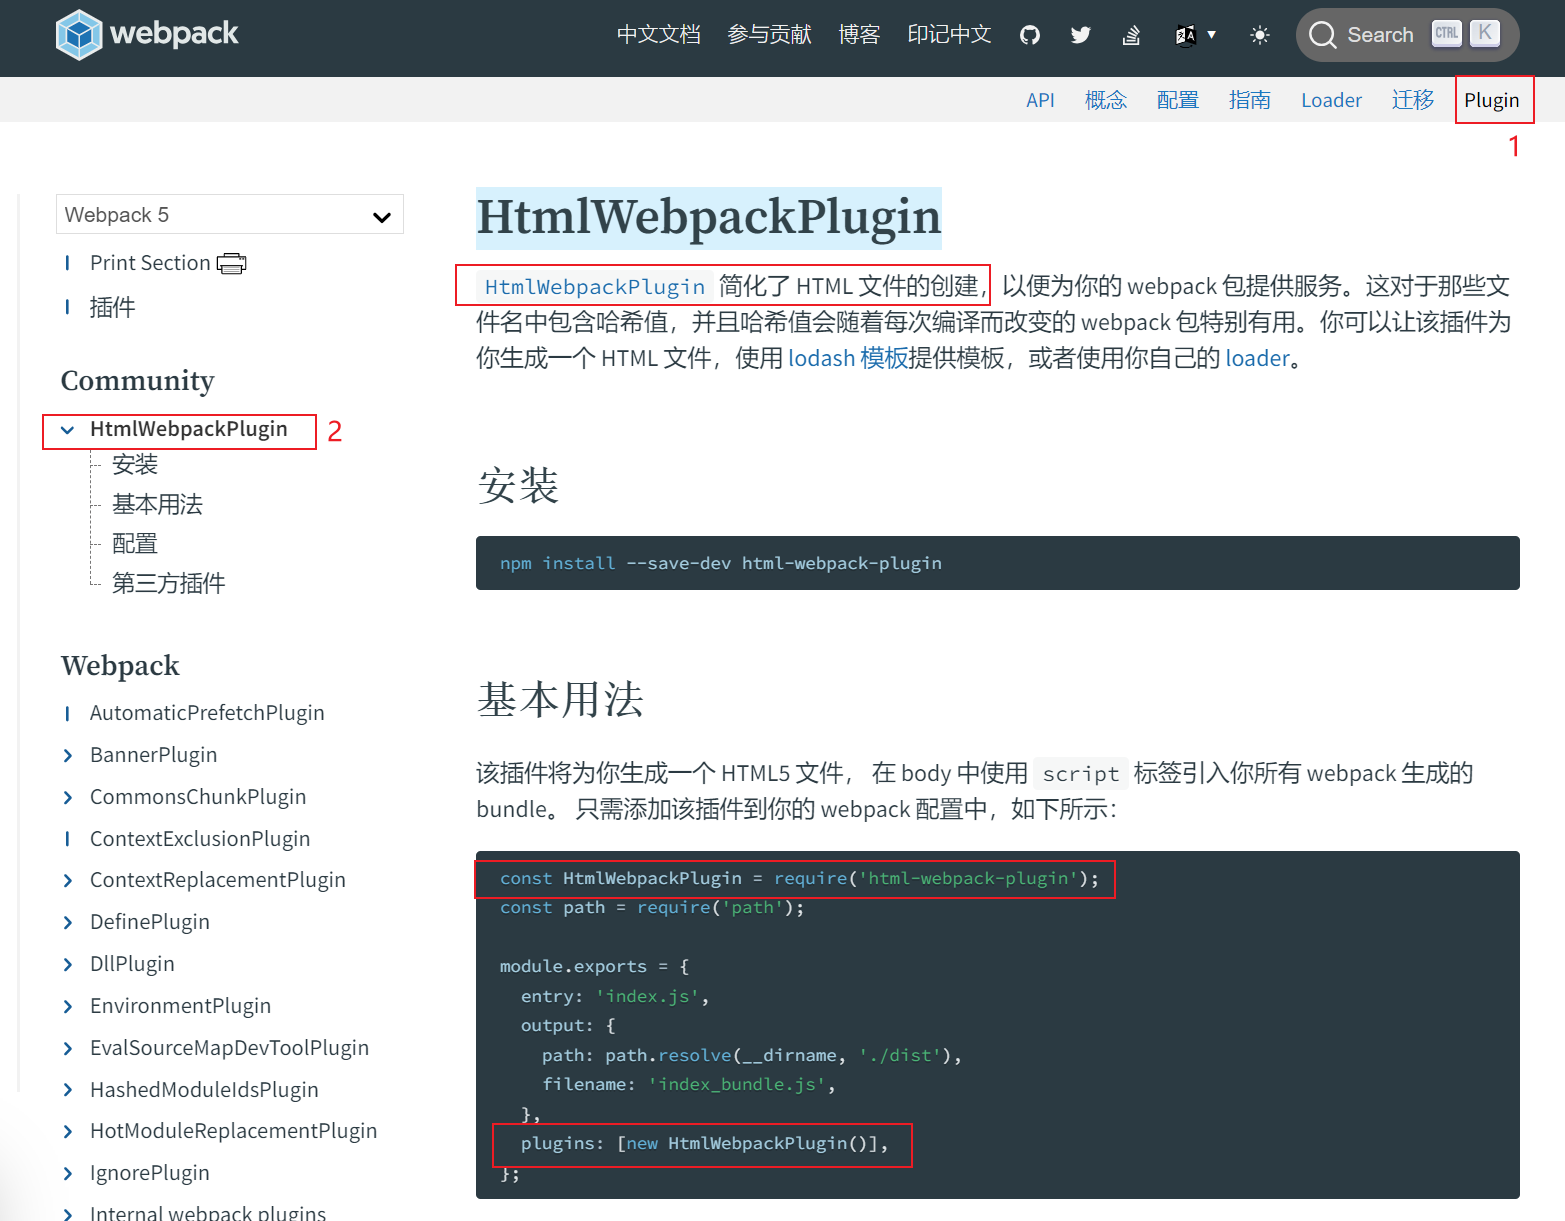 webpack
中文文档 参与贡献 博客 印记中文 Search CTRL K
API 概念 配置 指南 Loader 迁移 Plugin
1
Webpack 5
Print Section
插件
Community
HtmlWebpackPlugin 2
安装
基本用法
配置
第三方插件
Webpack
AutomaticPrefetchPlugin
BannerPlugin
CommonsChunkPlugin
ContextExclusionPlugin
ContextReplacementPlugin
DefinePlugin
DllPlugin
EnvironmentPlugin
EvalSourceMapDevToolPlugin
HashedModuleIdsPlugin
HotModuleReplacementPlugin
IgnorePlugin
Internal webpack plugins
HtmlWebpackPlugin
HtmlWebpackPlugin 简化了 HTML 文件的创建，以便为你的 webpack 包提供服务。这对于那些文
件名中包含哈希值，并且哈希值会随着每次编译而改变的 webpack 包特别有用。你可以让该插件为
你生成一个 HTML 文件，使用 lodash 模板提供模板，或者使用你自己的 loader。
安装
npm install --save-dev html-webpack-plugin
基本用法
该插件将为你生成一个 HTML5 文件， 在 body 中使用 script 标签引入你所有 webpack 生成的
bundle。 只需添加该插件到你的 webpack 配置中，如下所示：
const HtmlWebpackPlugin = require('html-webpack-plugin');
const path = require('path');
module.exports = {
entry: 'index.js',
output: {
path: path.resolve(__dirname, './dist'),
filename: 'index_bundle.js',
},
plugins: [new HtmlWebpackPlugin()],
};